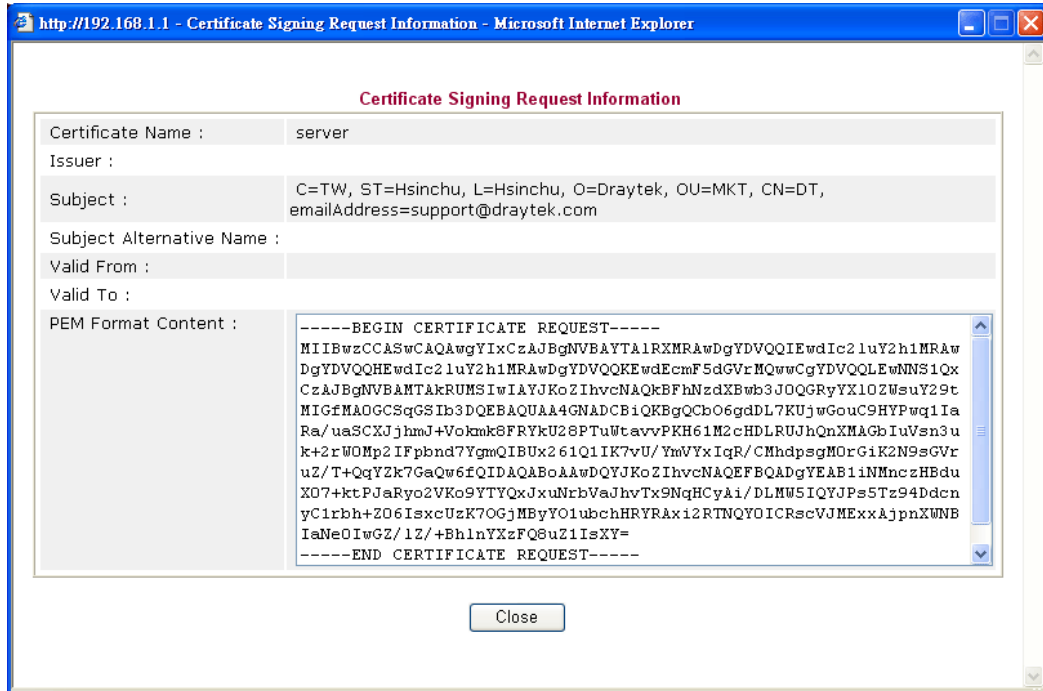 http://192.168.1.1 - Certificate Signing Request Information - Microsoft Internet Explorer
Certificate Signing Request Information
Certificate Name : server
Issuer :
Subject : C=TW, ST=Hsinchu, L=Hsinchu, O=Draytek, OU=MKT, CN=DT,
emailAddress=support@draytek.com
Subject Alternative Name :
Valid From :
Valid To :
PEM Format Content : -----BEGIN CERTIFICATE REQUEST-----
MIIBwzCCASwCAQAwgYIxCzAJBgNVBAYTAlRXMRAwDgYDVQQIEwdIc2luY2h1MRAw
DgYDVQQHEwdIc2luY2h1MRAwDgYDVQQKEwdEcmF5dGVrMQwwCgYDVQQLEwNNS1Qx
CzAJBgNVBAMTAkRUMSIwIAYJKoZIhvcNAQkBFhNzdXBwb3J0QGRyYXl0ZWsuY29t
MIGfMA0GCSqGSIb3DQEBAQUAA4GNADCBiQKBgQCbO6gdDL7KUjwGouC9HYPwq1Ia
Ra/uaSCXJjhmJ+Vokmk8FRYkU28PTuWtavvPKH61M2cHDLRUJhQnXMAGbIuVsn3u
k+2rWOMp2IFpbnd7YgmQIBUx261Q1IK7vU/YmVYxIqR/CMhdpsgMOrGiK2N9sGVr
uZ/T+QqYZk7GaQw6fQIDAQABoAAwDQYJKoZIhvcNAQEFBQADgYEAB1iNMnczHBdu
XO7+ktPJaRyo2VKo9YTYQxJxuNrbVaJhvTx9NqHCyAi/DLMW5IQYJPs5Tz94Ddcn
yC1rbh+ZO6IsxcUzK7OGjMByYO1ubchHRYRAxi2RTNQYOICRscVJMExxAjpnXWNB
IaNeOIwGZ/1Z/+BhlnYXzFQ8uZ1IsXY=
-----END CERTIFICATE REQUEST-----
Close